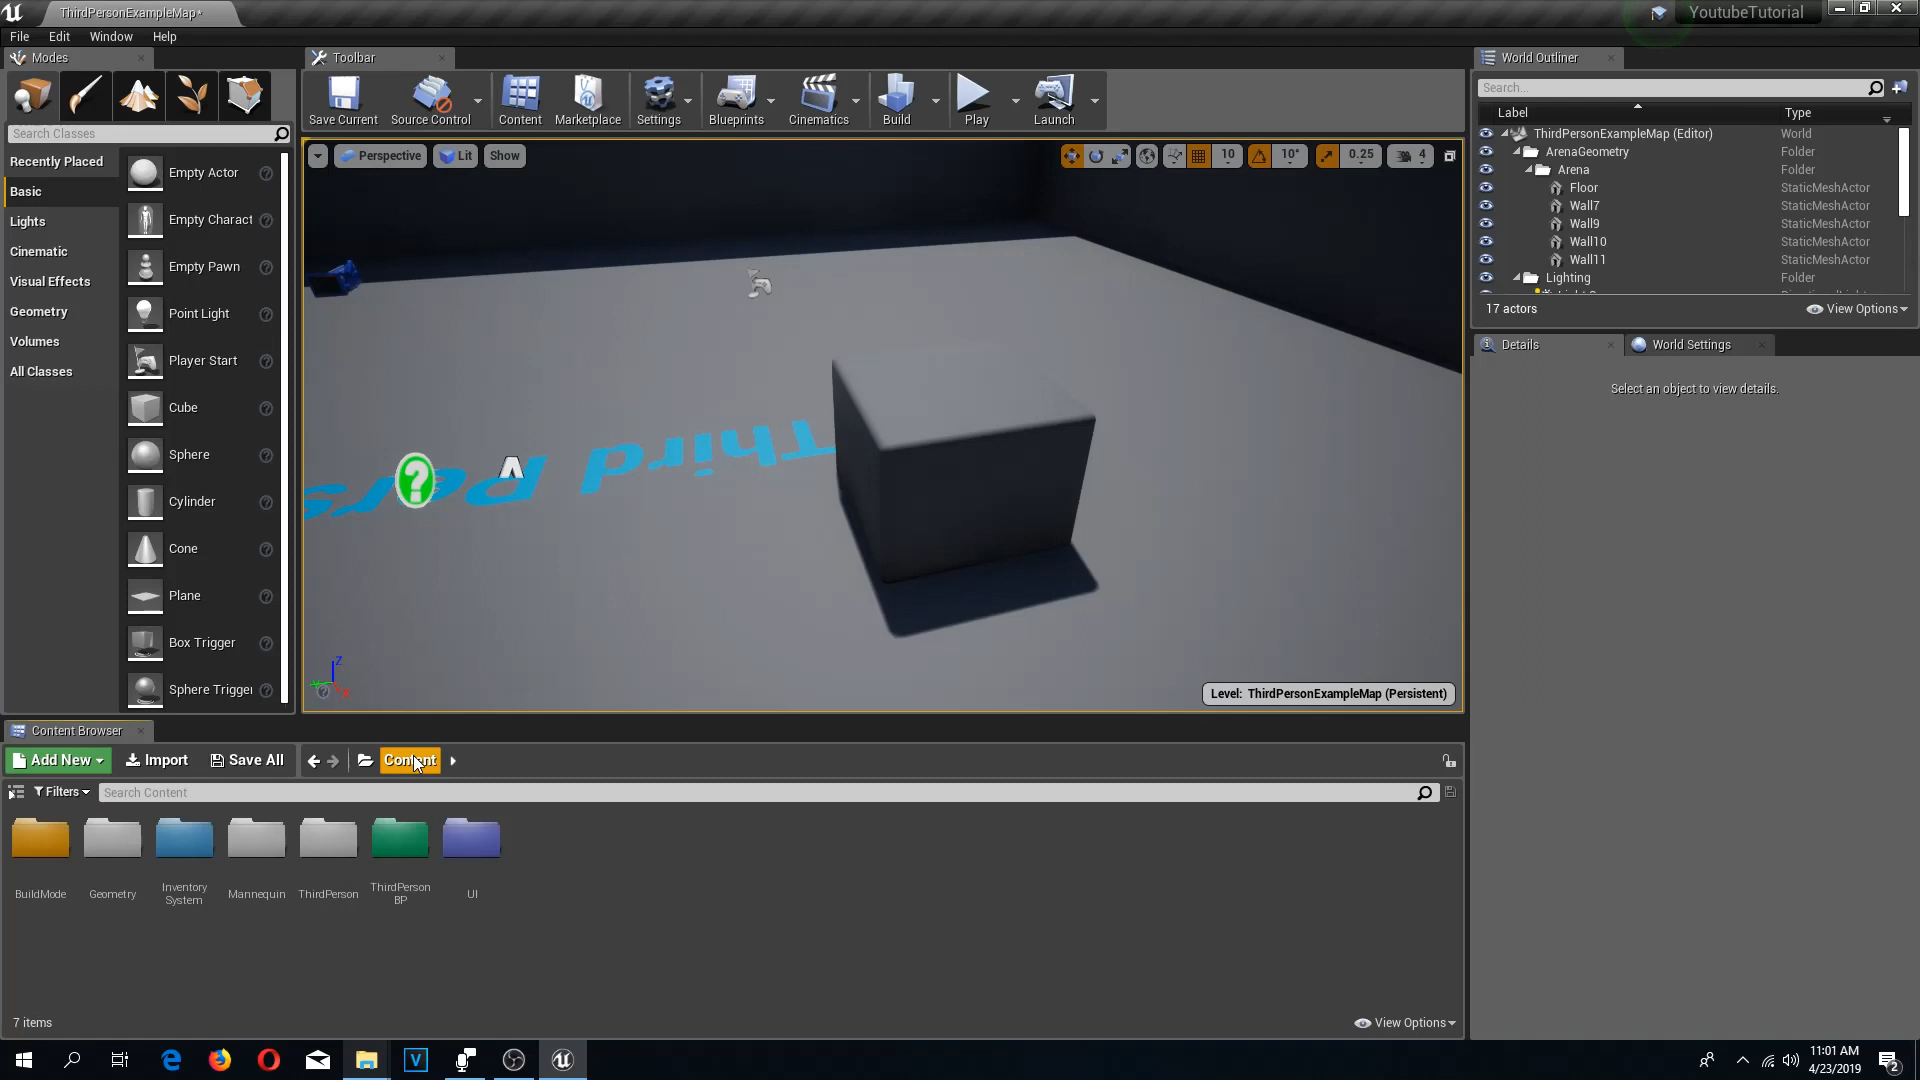 ThirdPersonExampleMap*
YoutubeTutorial
File Edit Window Help
Modes
Toolbar
World Outliner
Search Classes
Recently Placed
Basic
Lights
Cinematic
Visual Effects
Geometry
Volumes
All Classes
Empty Actor
Empty Charact
Empty Pawn
Point Light
Player Start
Cube
Sphere
Cylinder
Cone
Plane
Box Trigger
Sphere Trigger
Save Current
Source Control
Content
Marketplace
Settings
Blueprints
Cinematics
Build
Play
Launch
Perspective
Lit
Show
10
10°
0.25
4
Third Pers
Level: ThirdPersonExampleMap (Persistent)
Search...
Label Type
ThirdPersonExampleMap (Editor) World
ArenaGeometry Folder
Arena Folder
Floor StaticMeshActor
Wall7 StaticMeshActor
Wall9 StaticMeshActor
Wall10 StaticMeshActor
Wall11 StaticMeshActor
Lighting Folder
17 actors
View Options
Details
World Settings
Select an object to view details.
Content Browser
Add New
Import
Save All
Content
Filters
Search Content
BuildMode
Geometry
Inventory
System
Mannequin
ThirdPerson
ThirdPerson
BP
UI
7 items
View Options
11:01 AM
4/23/2019
2